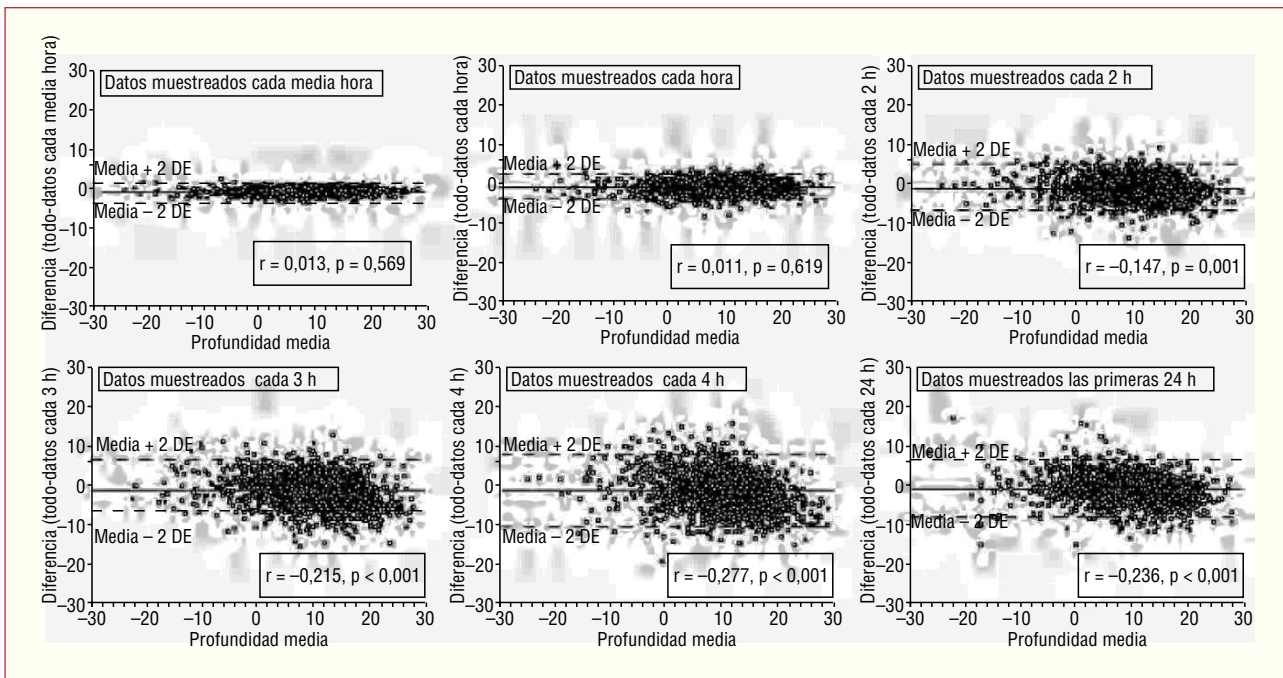 Diferencia (todo-datos cada media hora)
30
20
10
0
–10
–20
–30
Datos muestreados cada media hora
Media + 2 DE
Media – 2 DE
r = 0,013, p = 0,569
–30 –20 –10 0 10 20 30
Profundidad media
Diferencia (todo-datos cada hora)
30
20
10
0
–10
–20
–30
Datos muestreados cada hora
Media + 2 DE
Media – 2 DE
r = 0,011, p = 0,619
–30 –20 –10 0 10 20 30
Profundidad media
Diferencia (todo-datos cada 2 h)
30
20
10
0
–10
–20
–30
Datos muestreados cada 2 h
Media + 2 DE
Media – 2 DE
r = –0,147, p = 0,001
–30 –20 –10 0 10 20 30
Profundidad media
Diferencia (todo-datos cada 3 h)
30
20
10
0
–10
–20
–30
Datos muestreados cada 3 h
Media + 2 DE
Media – 2 DE
r = –0,215, p < 0,001
–30 –20 –10 0 10 20 30
Profundidad media
Diferencia (todo-datos cada 4 h)
30
20
10
0
–10
–20
–30
Datos muestreados cada 4 h
Media + 2 DE
Media – 2 DE
r = –0,277, p < 0,001
–30 –20 –10 0 10 20 30
Profundidad media
Diferencia (todo-datos cada 24 h)
30
20
10
0
–10
–20
–30
Datos muestreados las primeras 24 h
Media + 2 DE
Media – 2 DE
r = –0,236, p < 0,001
–30 –20 –10 0 10 20 30
Profundidad media